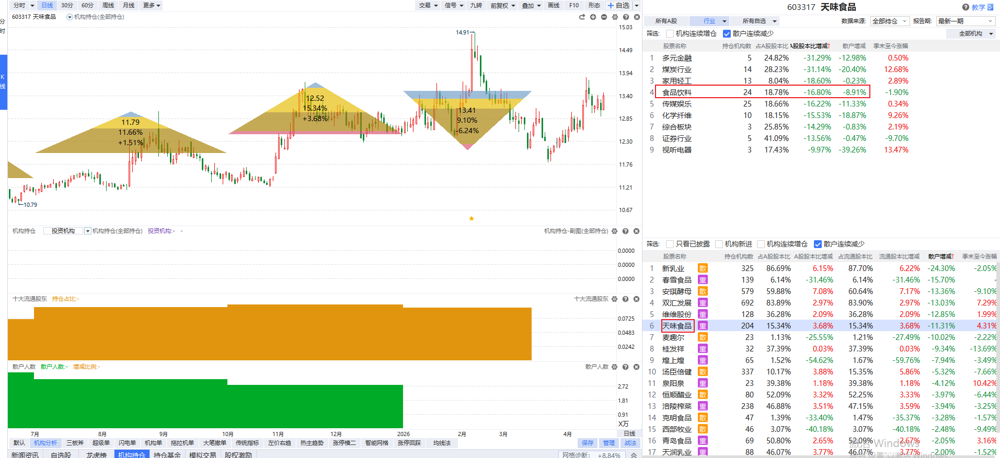 分时 日线 30分 60分 周线 月线 更多 交易 信号 九转 前复权 叠加 画线 F10 形态 自选
603317 天味食品 机构持仓(全部持仓)
分时
K线
15.03
14.91
14.49
13.94
13.40
12.85
12.30
11.76
11.21
10.67
11.79
11.66%
+1.51%
12.52
15.34%
+3.68%
13.41
9.10%
-6.24%
10.79
机构持仓 投资机构 机构持仓(全部持仓) 投资机构:- - 机构持仓-副图(全部持仓)
0.0000
0.0000
0.0000
十大流通股东 持仓占比:- 十大流通股东
0.0725
0.0483
0.0242
散户人数 散户人数:- 增减比例:- 散户人数
2.72
1.81
0.91
X万
7月 8月 9月 10月 11月 12月 2026 2月 3月 4月 日线
默认 机构分析 三板斧 超级单 闪电单 机构单 拖拉机单 大笔撤单 传统指标 左价右趋 热主趋势 涨停横二 智能网格 涨停回踩 均线法 保存 管理 战法
新闻资讯 自选股 龙虎榜 机构持仓 持仓基金 模拟交易 股权激励 网格诊断: +8.84%
603317 天味食品 教学
所有A股 行业 所有自选 数据来源: 全部持仓 报告期: 最新一期
筛选: 机构连续增仓 散户连续减少 全部机构
股票名称 持仓机构数 占A股股本比 A股股本比增减↑ 散户增减 季末至今涨幅
1 多元金融 5 24.82% -31.29% -12.98% 0.50%
2 煤炭行业 14 28.23% -31.14% -20.40% 12.68%
3 家用轻工 13 8.04% -18.60% -0.23% 2.89%
4 食品饮料 24 18.78% -16.80% -8.91% -1.90%
5 传媒娱乐 25 18.66% -16.22% -11.33% 0.34%
6 化学纤维 10 18.15% -15.53% -18.87% 9.26%
7 综合板块 3 25.85% -14.29% -0.83% 2.19%
8 证券行业 5 41.09% -13.56% -0.47% -9.70%
9 视听电器 3 17.43% -9.97% -39.26% 13.47%
筛选: 只看已披露 机构新进 机构连续增仓 散户连续减少
股票名称 持仓机构数 占A股股本比 A股股本比增减 占流通股本比 流通股本比增减 散户增减↑ 季末至今涨幅
1 新乳业 散 325 86.69% 6.15% 87.70% 6.22% -24.30% -2.05%
2 春雪食品 重 139 6.14% -31.46% 6.14% -31.46% -15.70% -
3 安琪酵母 散 579 59.88% 7.08% 60.64% 7.17% -13.36% -9.10%
4 双汇发展 重 692 83.89% 2.97% 83.90% 2.97% -13.03% 7.29%
5 维维股份 重 128 36.28% 2.09% 36.28% 2.09% -12.85% 1.99%
6 天味食品 重 204 15.34% 3.68% 15.34% 3.68% -11.31% 4.31%
7 麦趣尔 散 23 1.13% -25.55% 1.21% -27.49% -10.02% -2.22%
8 桂发祥 重 32 37.39% 0.03% 37.39% 0.03% -9.34% -13.69%
9 煌上煌 重 65 1.52% -54.62% 1.67% -59.76% -7.94% -3.49%
10 汤臣倍健 散 337 10.17% 3.88% 15.35% 5.86% -5.32% -7.66%
11 泉阳泉 重 23 39.38% 1.18% 39.38% 1.18% -4.12% 10.42%
12 恒顺醋业 散 80 52.09% 3.32% 52.25% 3.33% -3.97% -6.44%
13 涪陵榨菜 重 238 46.88% 3.51% 47.15% 3.59% -3.94% -3.25%
14 克明食品 散 47 1.39% -33.40% 1.47% -35.37% -3.28% -1.57%
15 西部牧业 散 46 3.07% -40.18% 3.07% -40.18% -2.48% -9.49%
16 青岛食品 重 69 50.80% 2.65% 52.09% 2.67% -2.05% 3.16%
17 天润乳业 重 88 46.07% 3.77% 46.07% 3.77% -2.00% -1.52%
激活 Windows